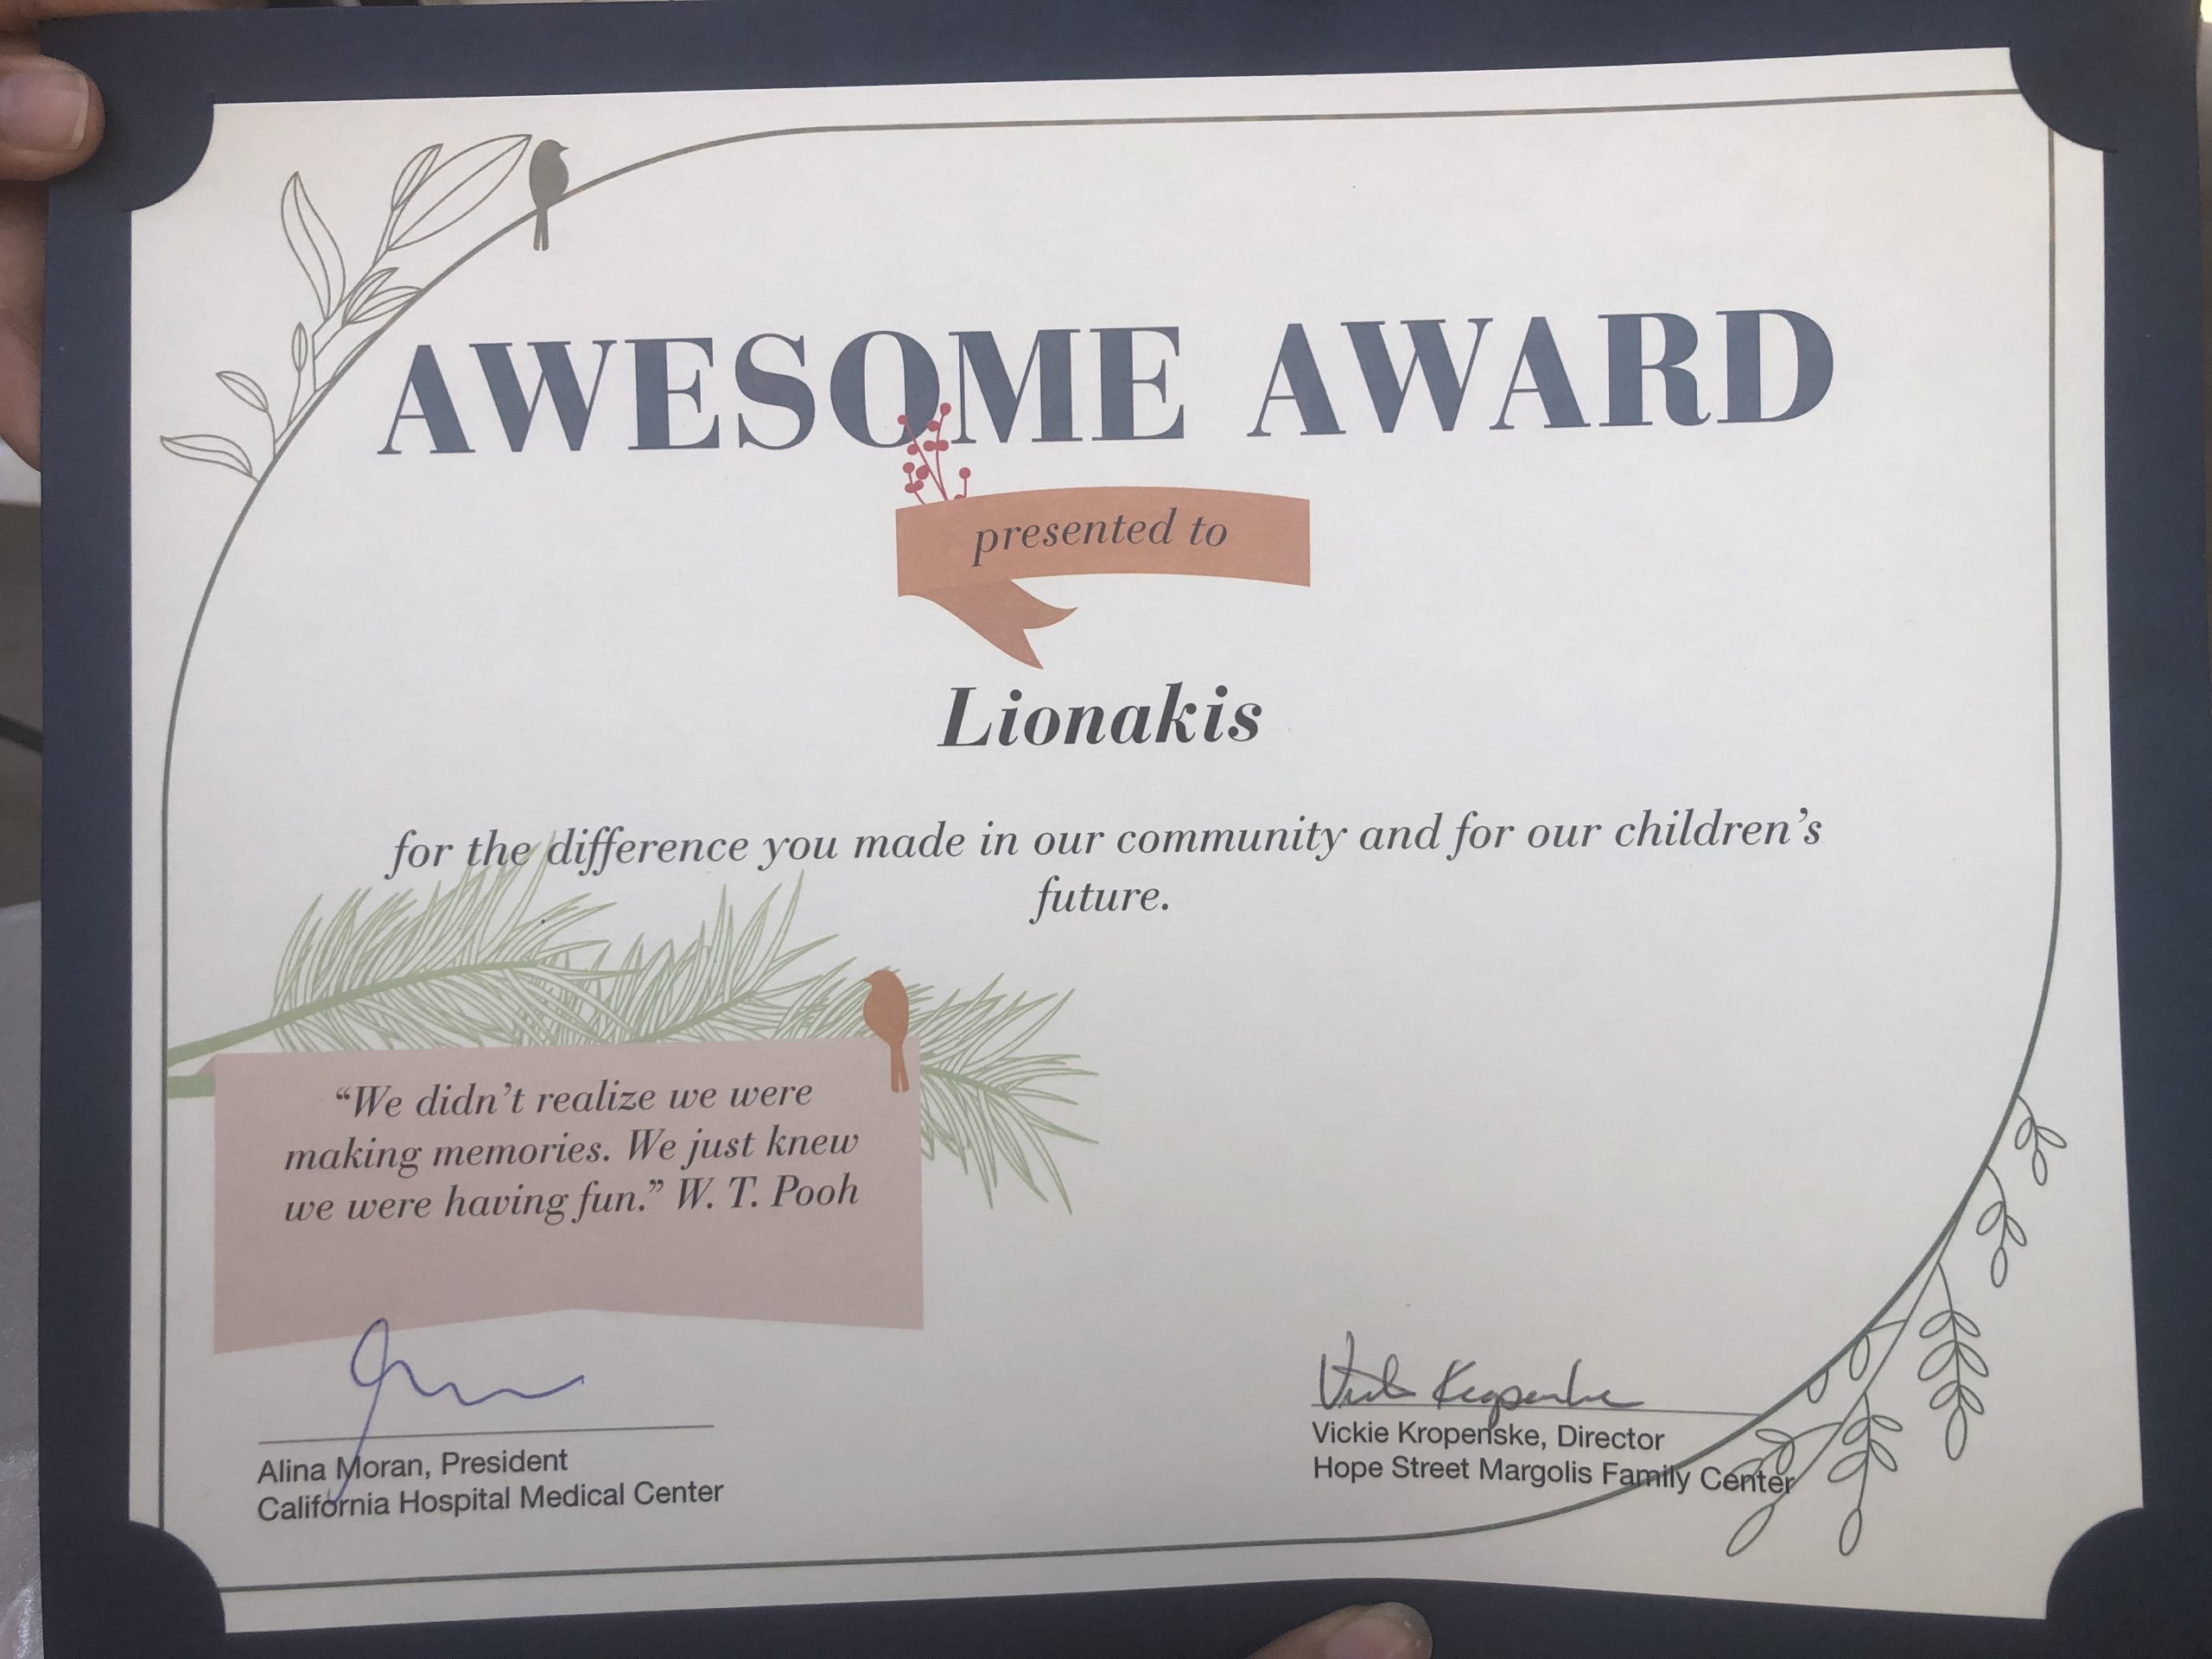 AWESOME AWARD
presented to
Lionakis
for the difference you made in our community and for our children's
future.
“We didn't realize we were
making memories. We just knew
we were having fun.” W. T. Pooh
Vickie Kropenske
Alina Moran, President
California Hospital Medical Center
Vickie Kropenske, Director
Hope Street Margolis Family Center